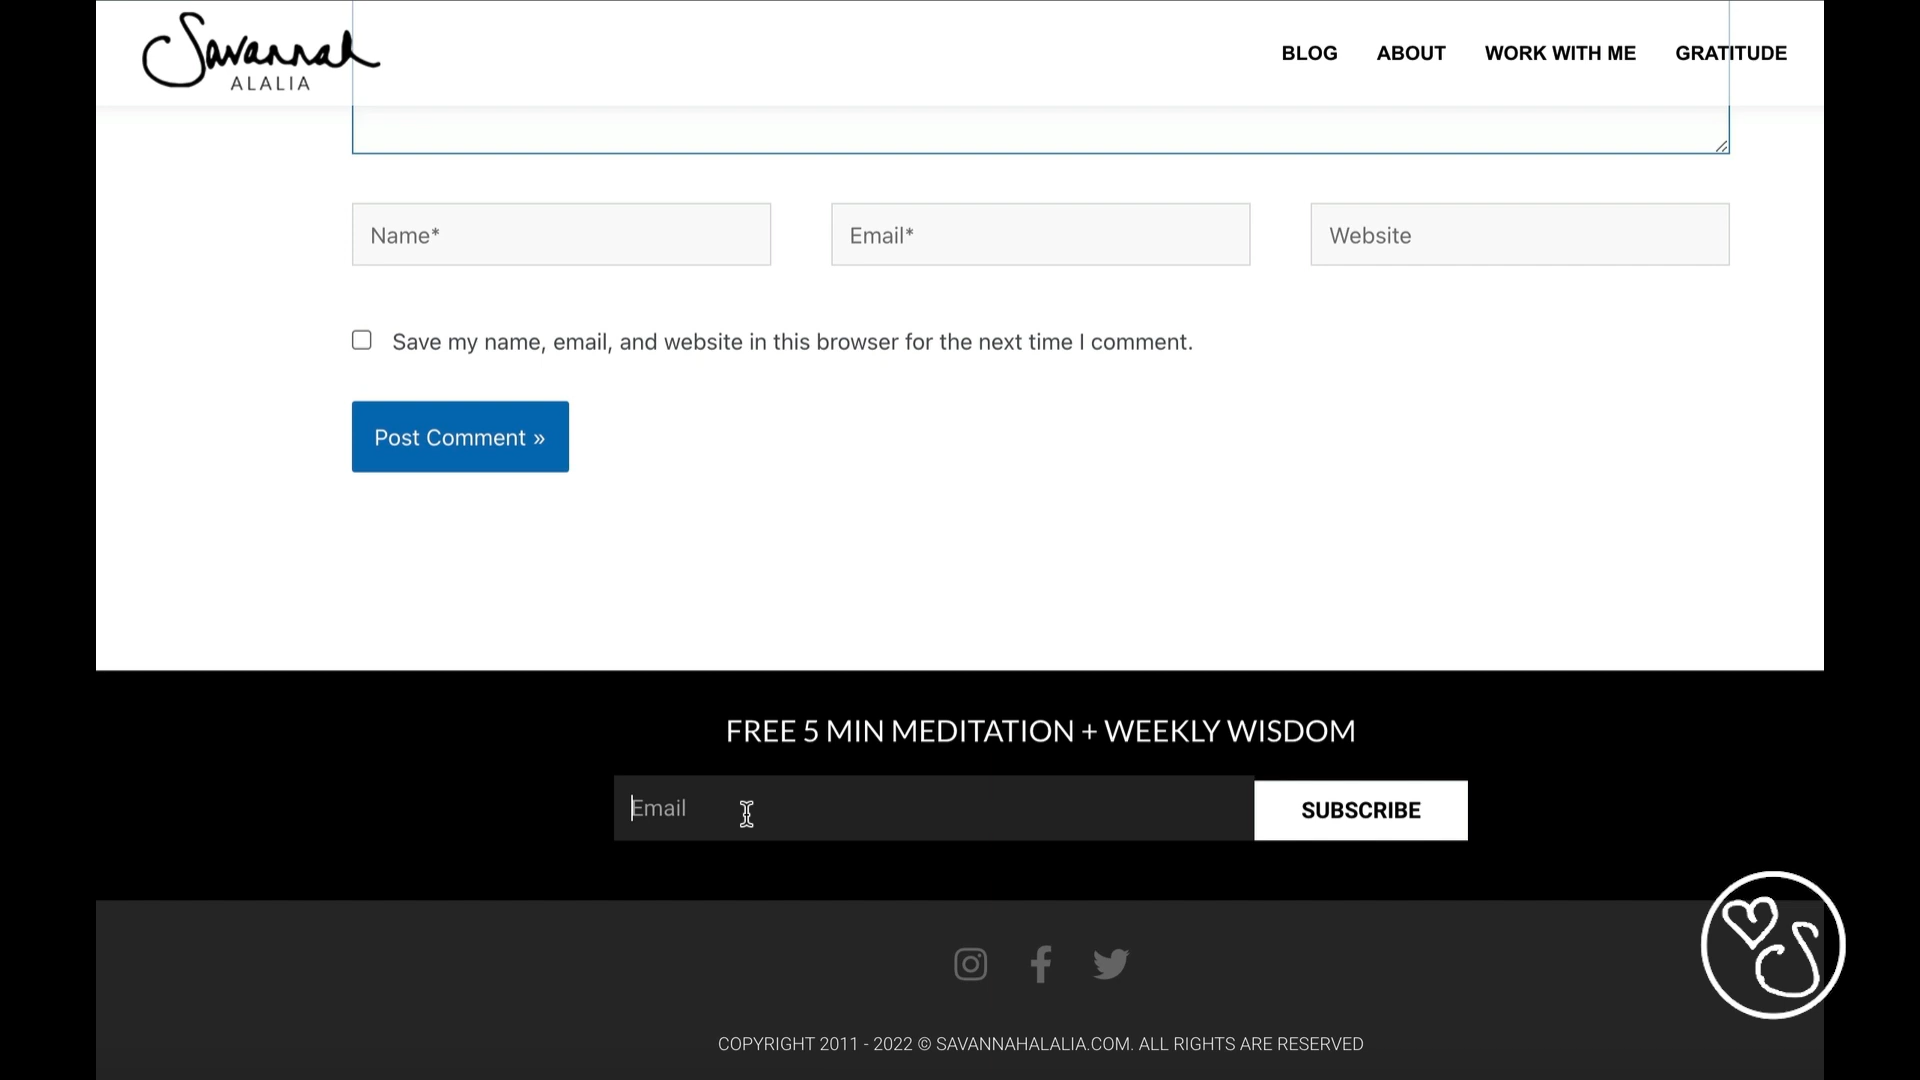 Savannah
ALALIA
BLOG ABOUT WORK WITH ME GRATITUDE
Name* Email* Website
Save my name, email, and website in this browser for the next time I comment.
Post Comment »
FREE 5 MIN MEDITATION + WEEKLY WISDOM
Email SUBSCRIBE
S
COPYRIGHT 2011 - 2022 © SAVANNAHALALIA.COM. ALL RIGHTS ARE RESERVED